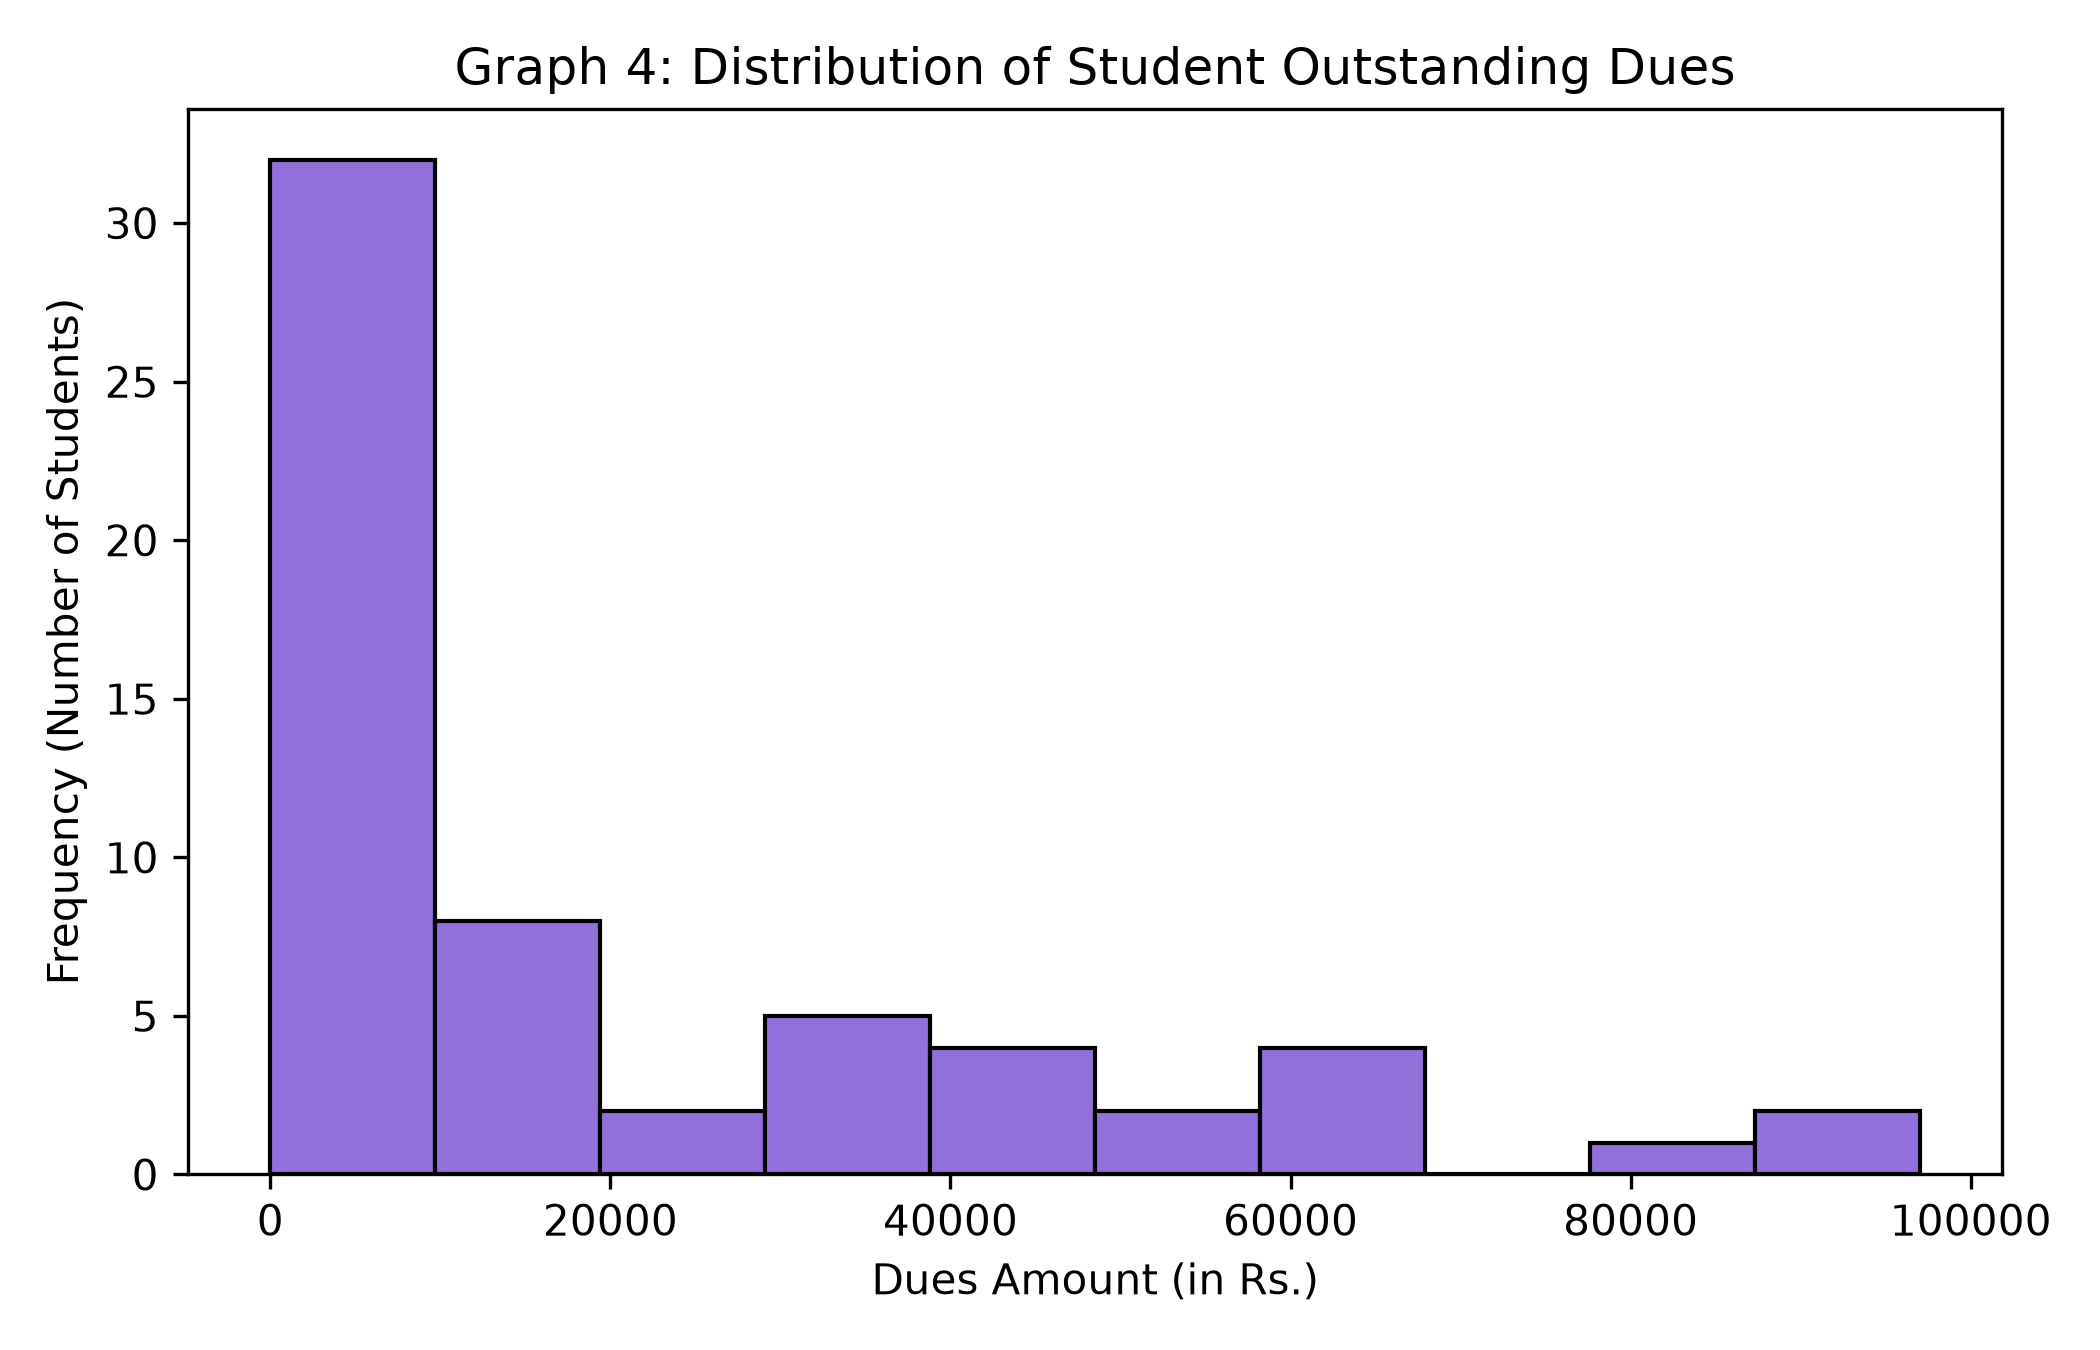 Graph 4: Distribution of Student Outstanding Dues
Frequency (Number of Students)
30
25
20
15
10
5
0
0 20000 40000 60000 80000 100000
Dues Amount (in Rs.)